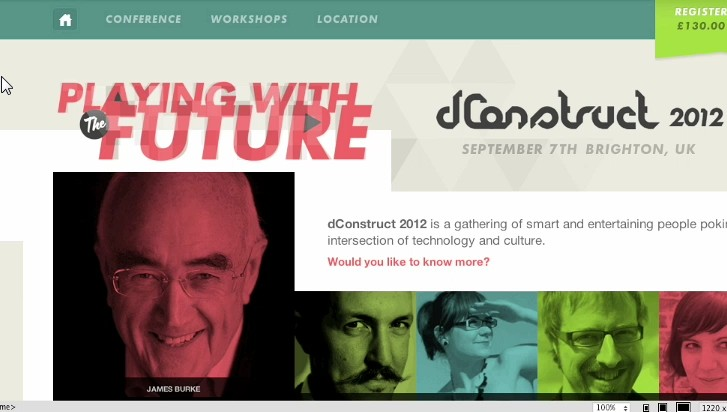 CONFERENCE WORKSHOPS LOCATION
REGISTER
£130.00
PLAYING WITH
The FUTURE
dConstruct 2012
SEPTEMBER 7TH BRIGHTON, UK
dConstruct 2012 is a gathering of smart and entertaining people poki
intersection of technology and culture.
Would you like to know more?
JAMES BURKE
me>
100%
1220 x